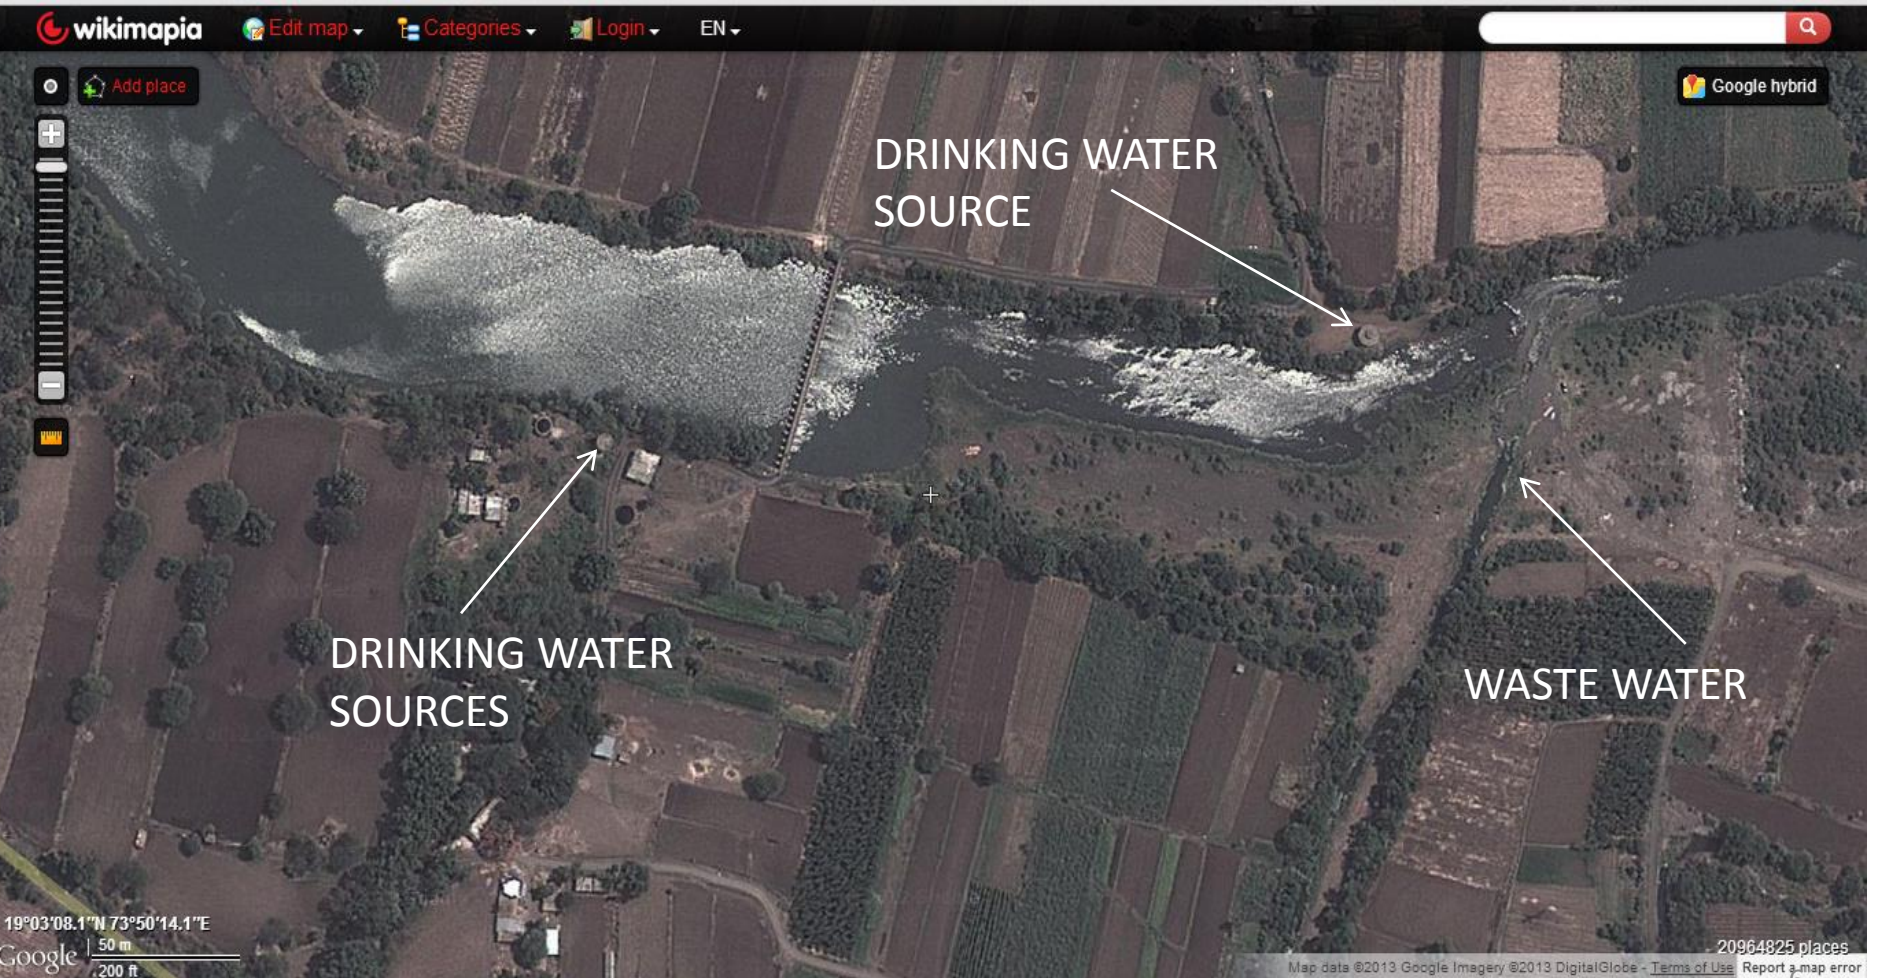 wikimapia Edit map Categories Login EN
Add place
Google hybrid
DRINKING WATER
SOURCE
DRINKING WATER
SOURCES
WASTE WATER
19°03'08.1"N 73°50'14.1"E
Google
50 m
200 ft
20964825 places
Map data ©2013 Google Imagery ©2013 DigitalGlobe - Terms of Use Report a map error